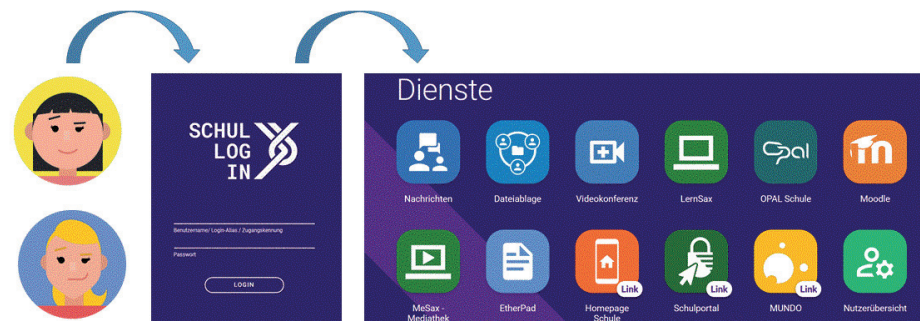 SCHUL
LOG
IN
Benutzername/ Login-Alias / Zugangskennung
Passwort
LOGIN
Dienste
Nachrichten
Dateiablage
Videokonferenz
LernSax
Opal
OPAL Schule
m
Moodle
MeSax -
Mediathek
EtherPad
Link
Homepage
Schule
Link
Schulportal
Link
MUNDO
Nutzerübersicht